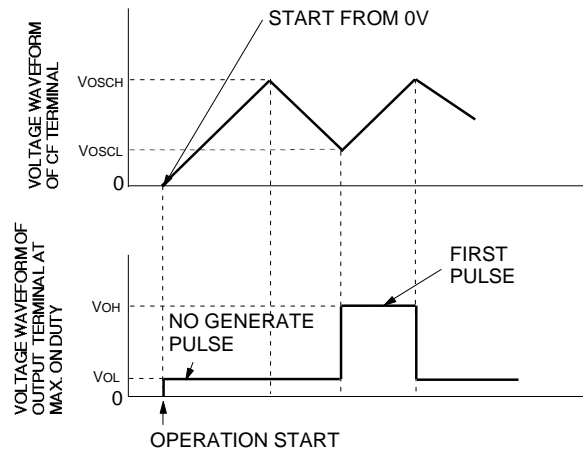 START FROM 0V
VOLTAGE WAVEFORM
OF CF TERMINAL
VOSCH
VOSCL
0
VOLTAGE WAVEFORM OF
OUTPUT TERMINAL AT
MAX. ON DUTY
FIRST
PULSE
VOH
NO GENERATE
PULSE
VOL
0
OPERATION START